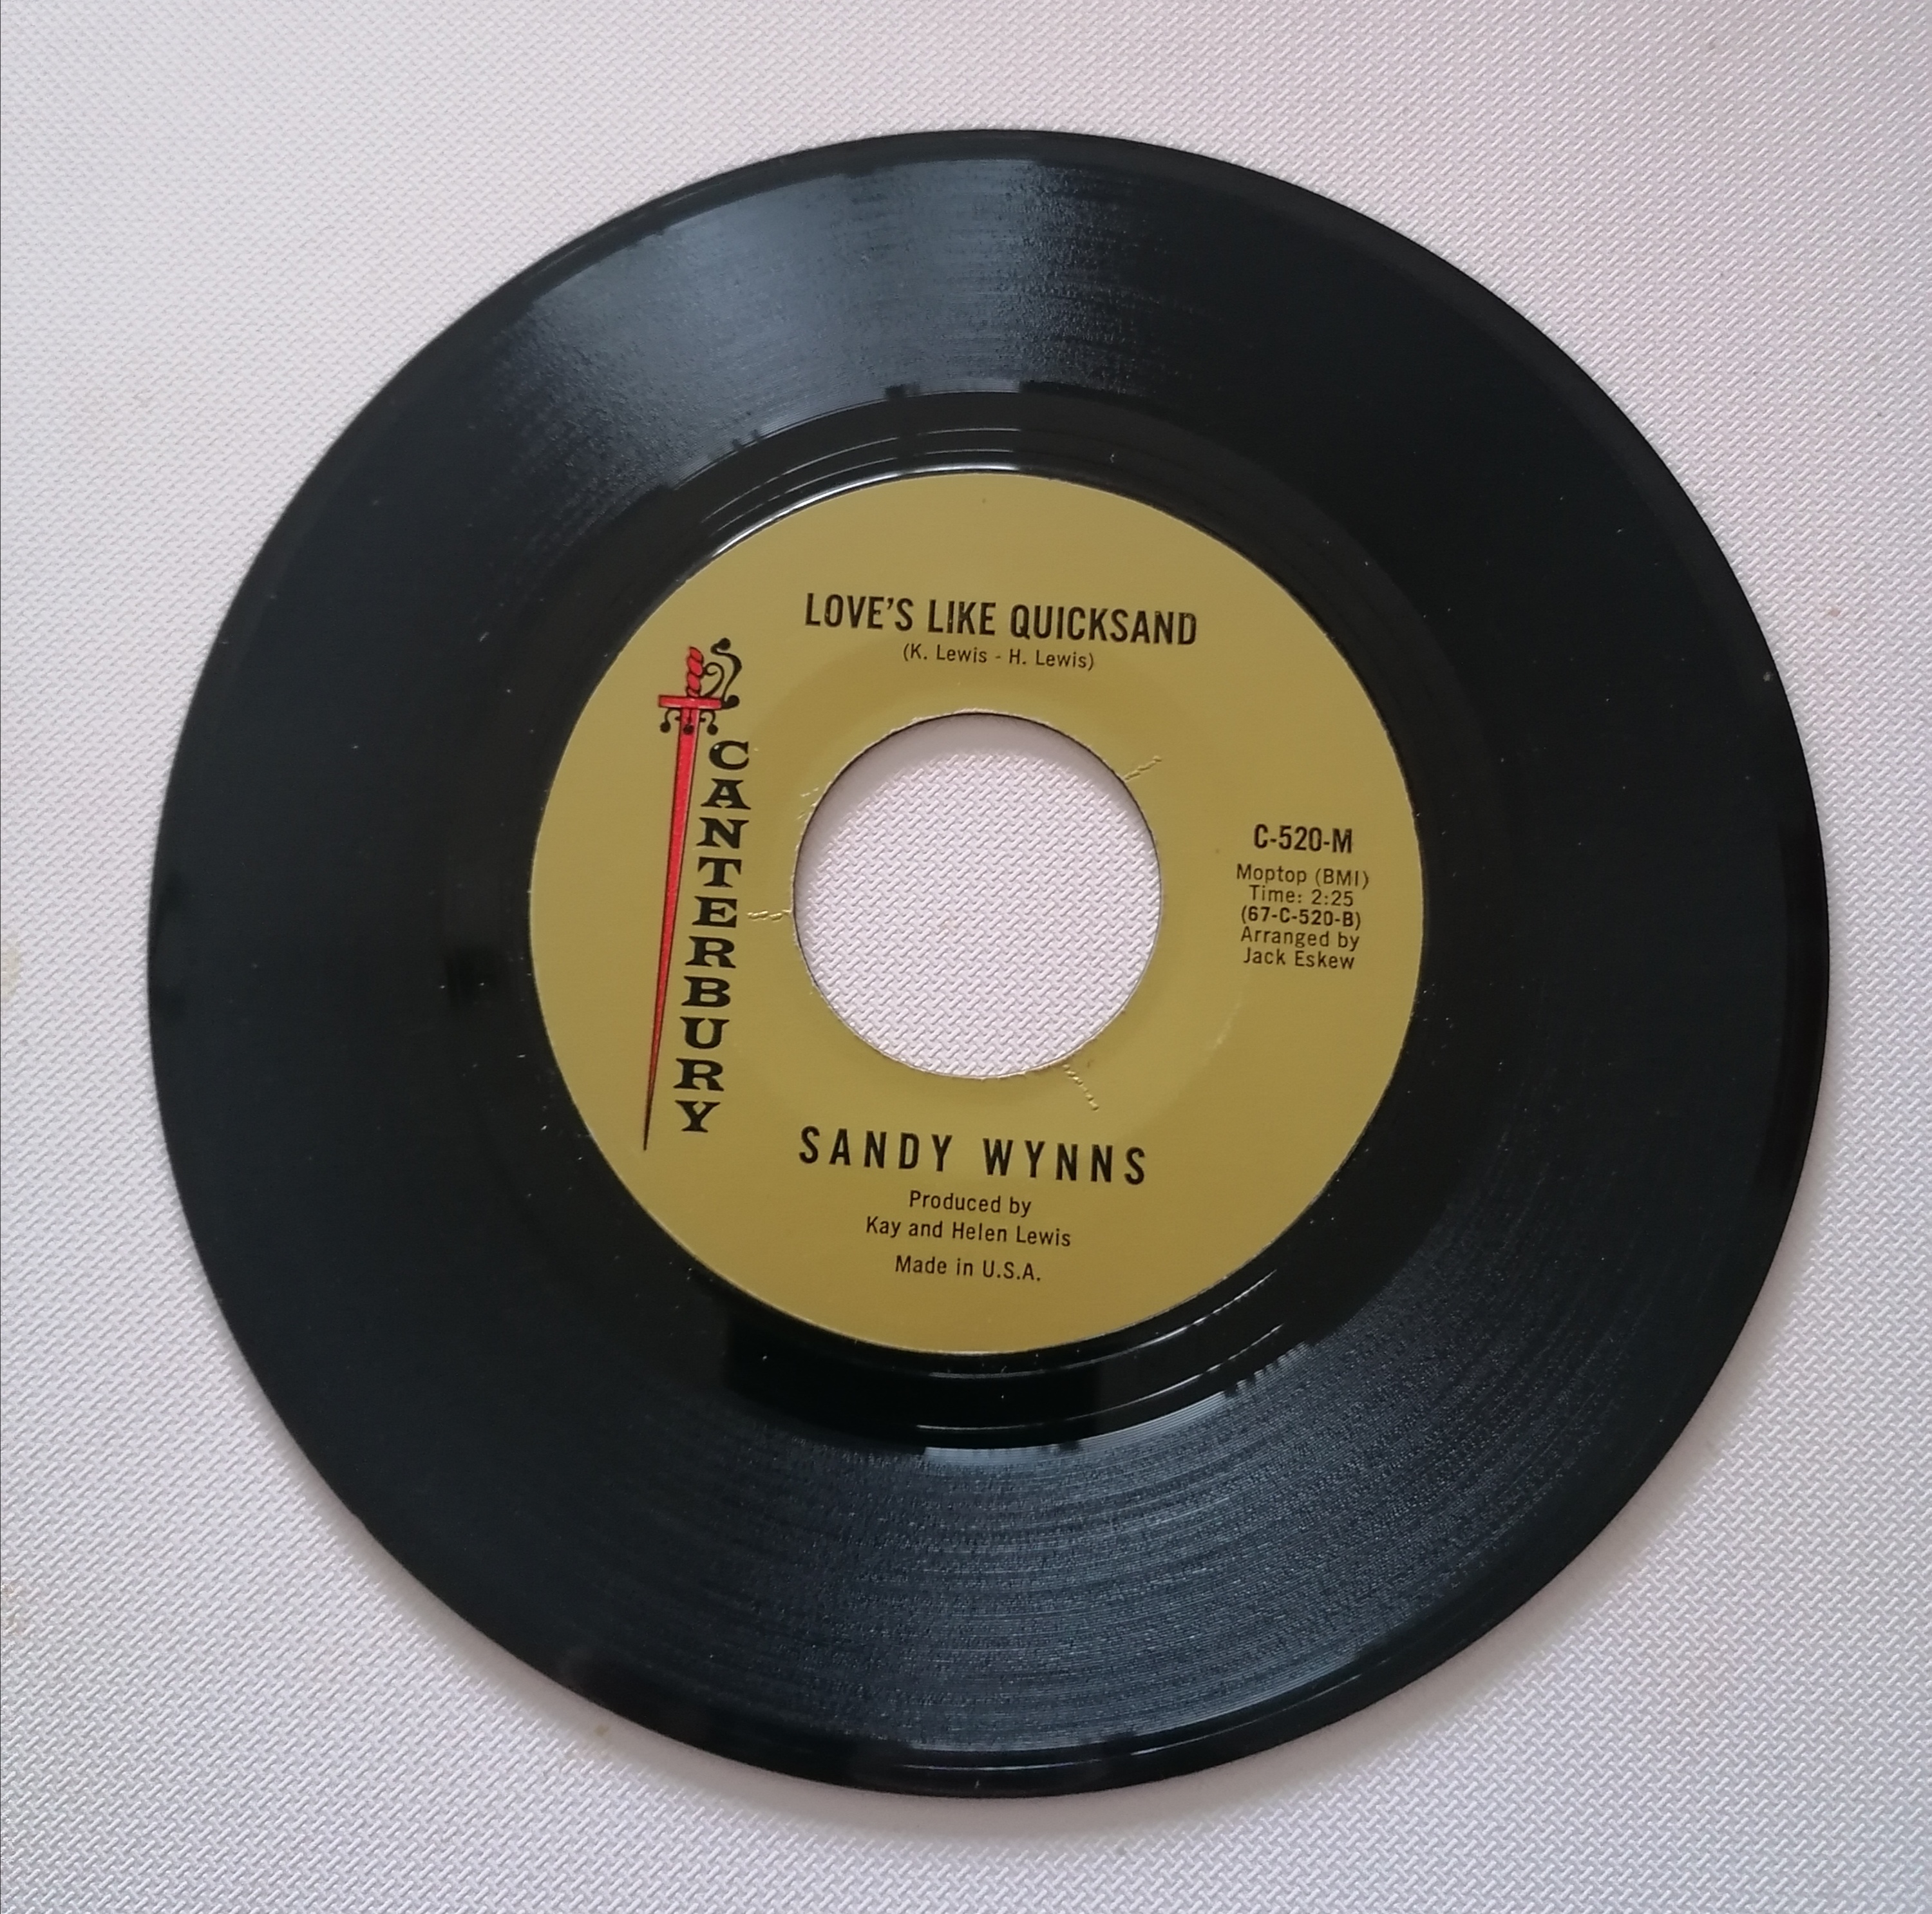 LOVE'S LIKE QUICKSAND
(K. Lewis - H. Lewis)
CANTERBURY
C-520-M
Moptop (BMI)
Time: 2:25
(67-C-520-B)
Arranged by
Jack Eskew
SANDY WYNNS
Produced by
Kay and Helen Lewis
Made in U.S.A.